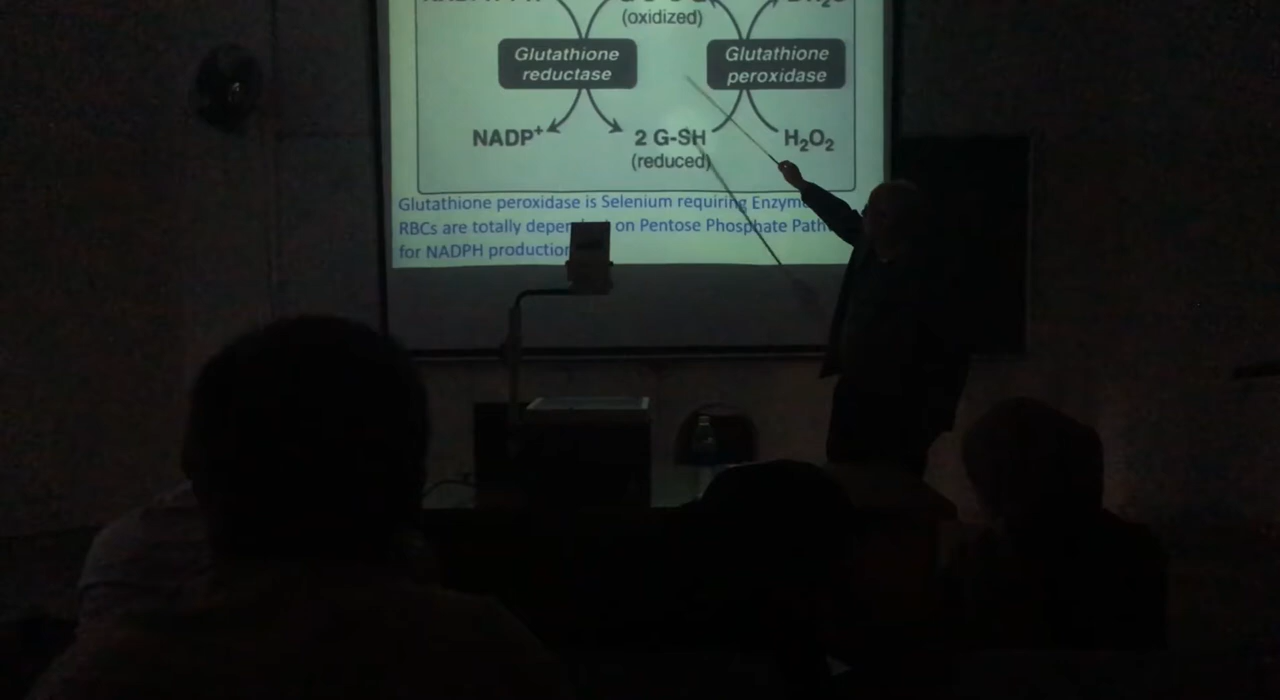 (oxidized)
Glutathione
reductase
Glutathione
peroxidase
NADP⁺
2 G-SH
H₂O₂
(reduced)
Glutathione peroxidase is Selenium requiring Enzyme
RBCs are totally on Pentose Phosphate
for NADPH production